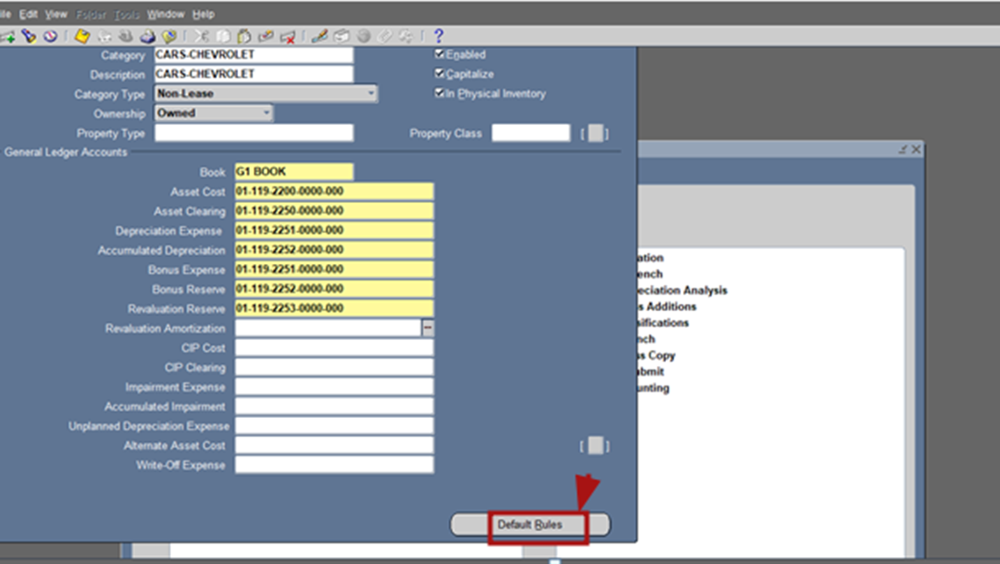 File Edit View Folder Tools Window Help
Category CARS-CHEVROLET Enabled
Description CARS-CHEVROLET Capitalize
Category Type Non-Lease In Physical Inventory
Ownership Owned
Property Type Property Class [ ]
General Ledger Accounts
Book G1 BOOK
Asset Cost 01-119-2200-0000-000
Asset Clearing 01-119-2250-0000-000
Depreciation Expense 01-119-2251-0000-000
Accumulated Depreciation 01-119-2252-0000-000
Bonus Expense 01-119-2251-0000-000
Bonus Reserve 01-119-2252-0000-000
Revaluation Reserve 01-119-2253-0000-000
Revaluation Amortization
CIP Cost
CIP Clearing
Impairment Expense
Accumulated Impairment
Unplanned Depreciation Expense
Alternate Asset Cost [ ]
Write-Off Expense
Default Rules
ation
ench
eciation Analysis
s Additions
sifications
nch
ss Copy
ubmit
unting